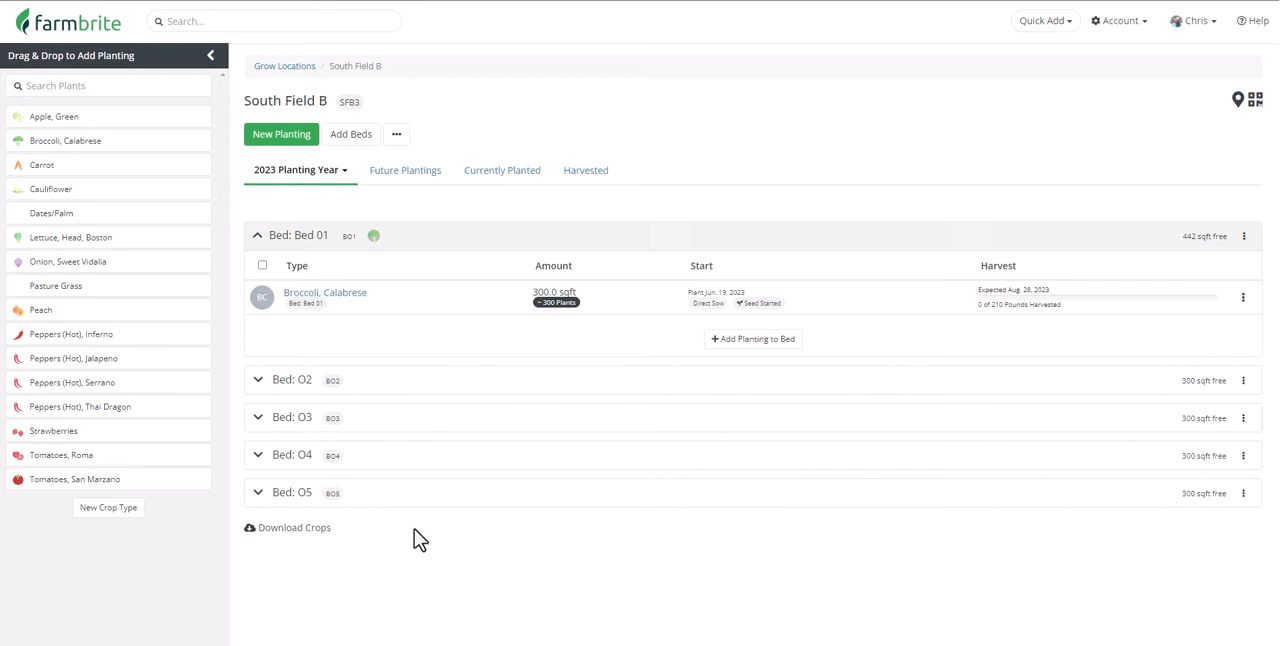 farmbrite
Search...
Quick Add
Account
Chris
Help
Drag & Drop to Add Planting
Search Plants
Apple, Green
Broccoli, Calabrese
Carrot
Cauliflower
Dates/Palm
Lettuce, Head, Boston
Onion, Sweet Vidalia
Pasture Grass
Peach
Peppers (Hot), Inferno
Peppers (Hot), Jalapeno
Peppers (Hot), Serrano
Peppers (Hot), Thai Dragon
Strawberries
Tomatoes, Roma
Tomatoes, San Marzano
New Crop Type
Grow Locations / South Field B
South Field B SFB3
New Planting Add Beds
2023 Planting Year Future Plantings Currently Planted Harvested
Bed: Bed 01 BO1 442 sqft free
Type Amount Start Harvest
BC Broccoli, Calabrese 300.0 sqft Plant Jun. 19, 2023 Expected Aug. 28, 2023
Bed: Bed 01 ~ 300 Plants Direct Sow Seed Started 0 of 210 Pounds Harvested
+ Add Planting to Bed
Bed: O2 BO2 300 sqft free
Bed: O3 BO3 300 sqft free
Bed: O4 BO4 300 sqft free
Bed: O5 BO5 300 sqft free
Download Crops